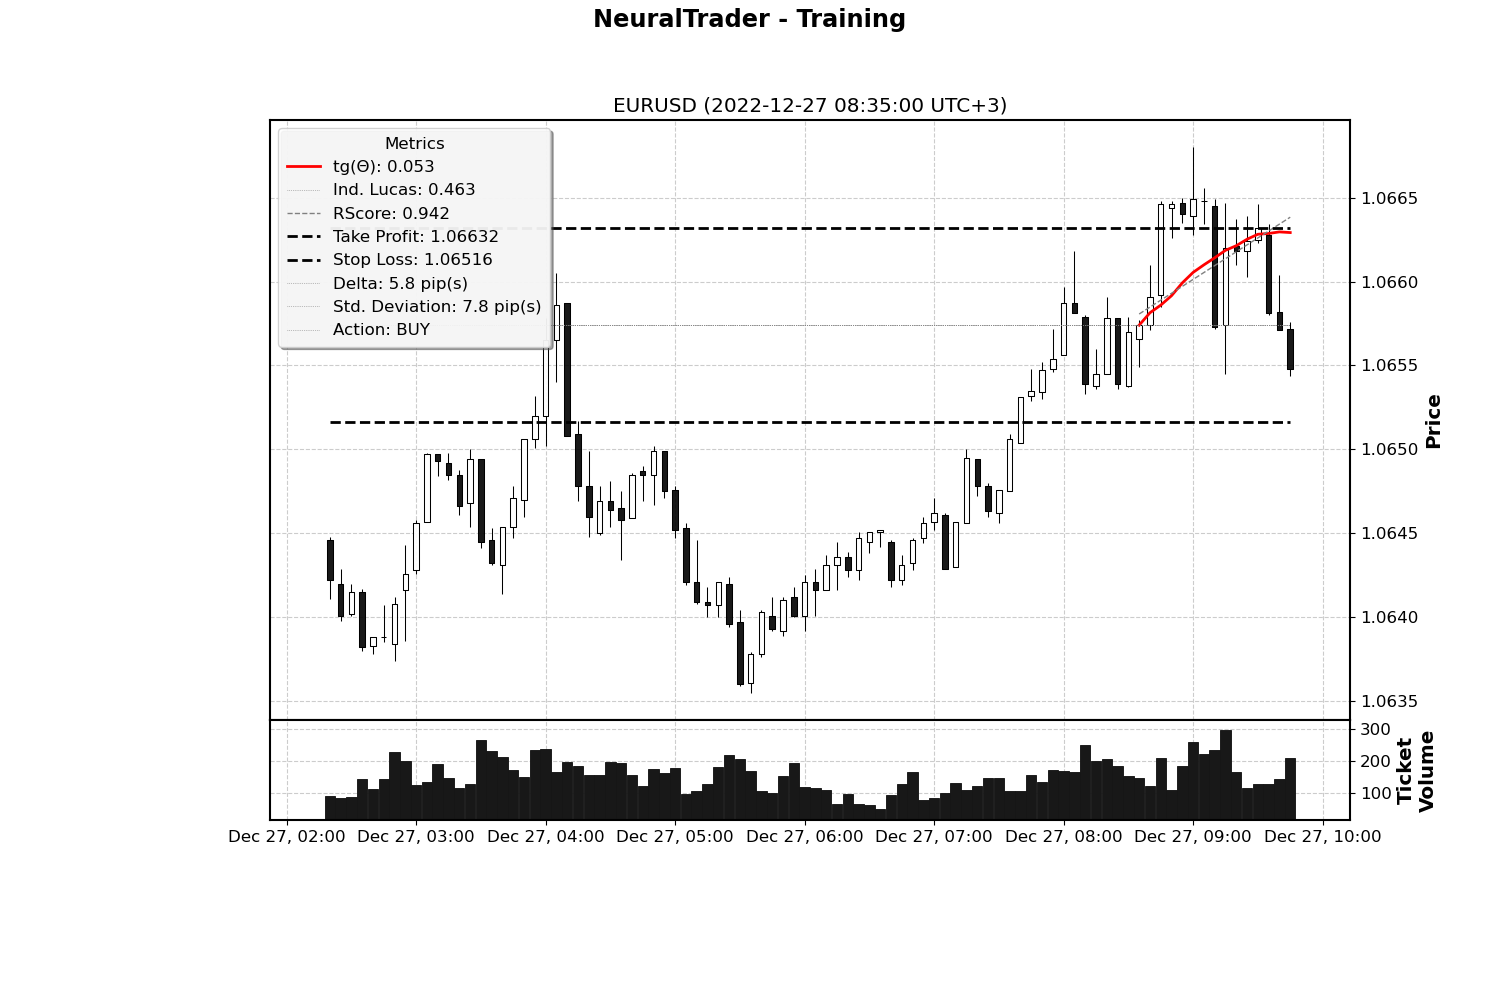 NeuralTrader - Training
EURUSD (2022-12-27 08:35:00 UTC+3)
Metrics
tg(Θ): 0.053
Ind. Lucas: 0.463
RScore: 0.942
Take Profit: 1.06632
Stop Loss: 1.06516
Delta: 5.8 pip(s)
Std. Deviation: 7.8 pip(s)
Action: BUY
1.0665
1.0660
1.0655
1.0650
1.0645
1.0640
1.0635
Price
300
200
100
Ticket
Volume
Dec 27, 02:00 Dec 27, 03:00 Dec 27, 04:00 Dec 27, 05:00 Dec 27, 06:00 Dec 27, 07:00 Dec 27, 08:00 Dec 27, 09:00 Dec 27, 10:00